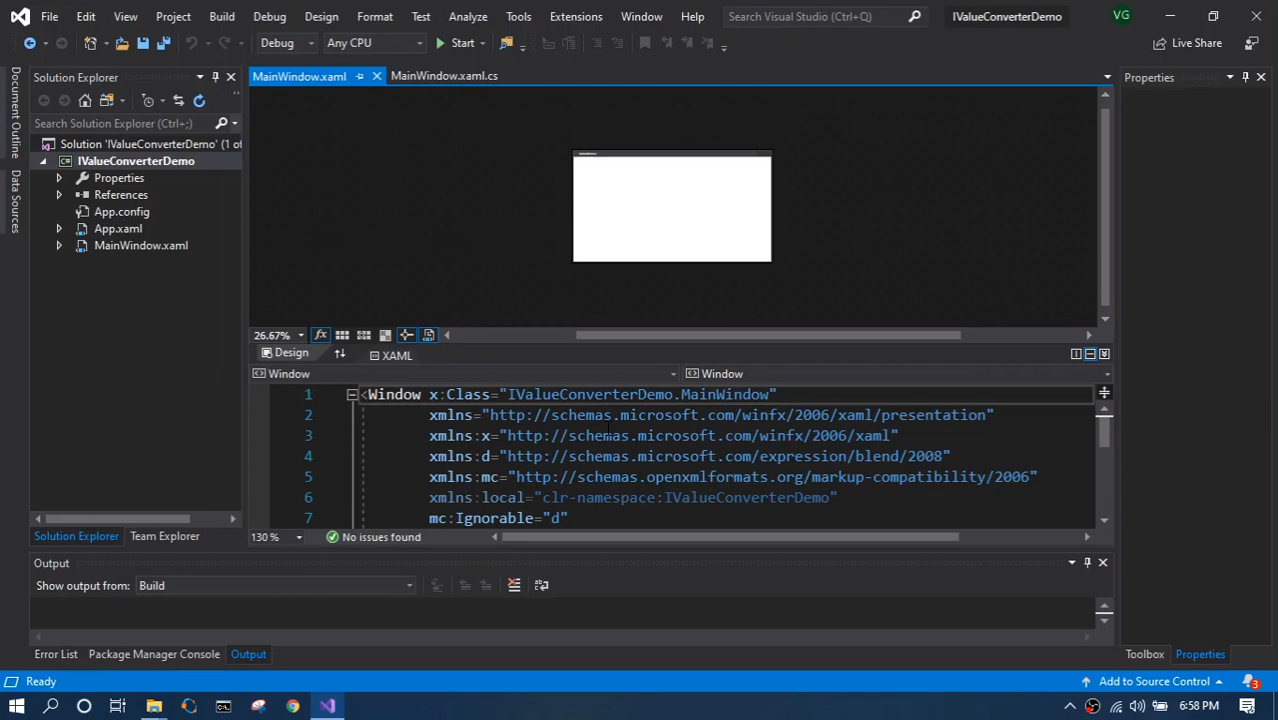 File Edit View Project Build Debug Design Format Test Analyze Tools Extensions Window Help Search Visual Studio (Ctrl+Q) IValueConverterDemo VG
Debug Any CPU Start Live Share
Document Outline
Data Sources
Solution Explorer
Search Solution Explorer (Ctrl+;)
Solution 'IValueConverterDemo' (1 of
IValueConverterDemo
Properties
References
App.config
App.xaml
MainWindow.xaml
Solution Explorer Team Explorer
MainWindow.xaml MainWindow.xaml.cs
26.67% fx
Design XAML
Window Window
1 <Window x:Class="IValueConverterDemo.MainWindow"
2 xmlns="http://schemas.microsoft.com/winfx/2006/xaml/presentation"
3 xmlns:x="http://schemas.microsoft.com/winfx/2006/xaml"
4 xmlns:d="http://schemas.microsoft.com/expression/blend/2008"
5 xmlns:mc="http://schemas.openxmlformats.org/markup-compatibility/2006"
6 xmlns:local="clr-namespace:IValueConverterDemo"
7 mc:Ignorable="d"
130 % No issues found
Properties
Toolbox Properties
Output
Show output from: Build
Error List Package Manager Console Output
Ready Add to Source Control 3
6:58 PM